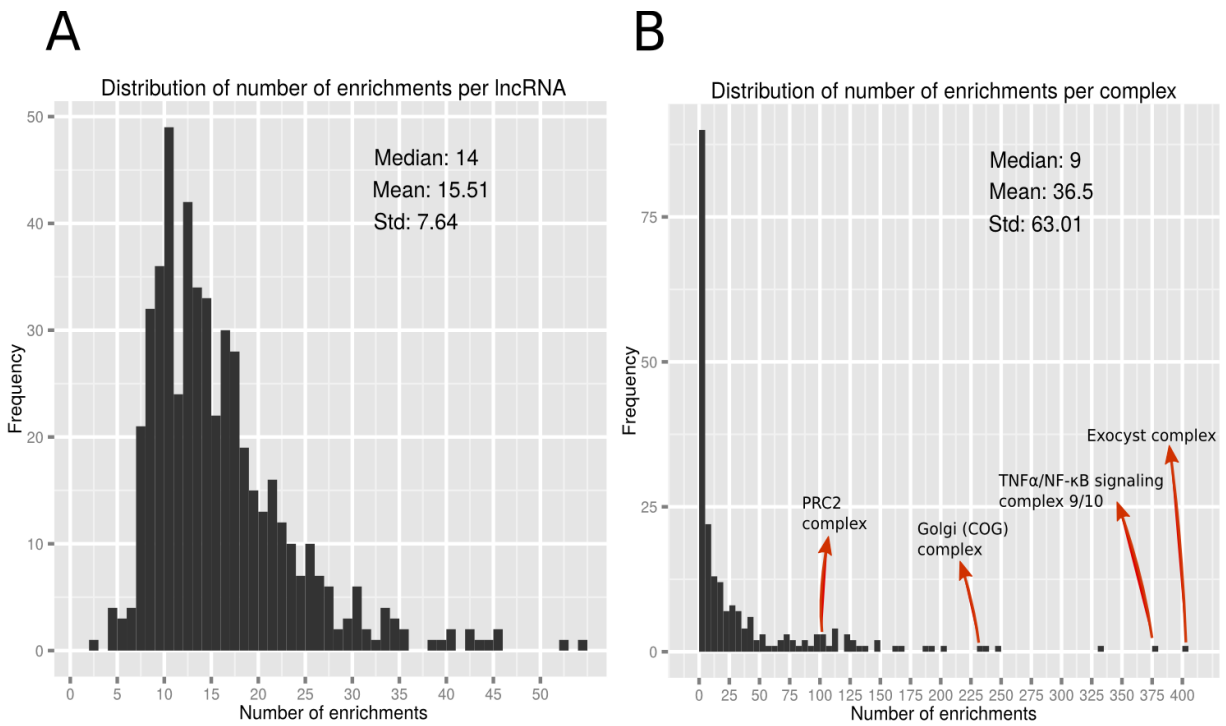 A
Distribution of number of enrichments per lncRNA
Median: 14
Mean: 15.51
Std: 7.64
Frequency
50
40
30
20
10
0
0 5 10 15 20 25 30 35 40 45 50
Number of enrichments
B
Distribution of number of enrichments per complex
Median: 9
Mean: 36.5
Std: 63.01
Frequency
75
50
25
0
Exocyst complex
TNFα/NF-κB signaling
complex 9/10
PRC2
complex
Golgi (COG)
complex
0 25 50 75 100 125 150 175 200 225 250 275 300 325 350 375 400
Number of enrichments